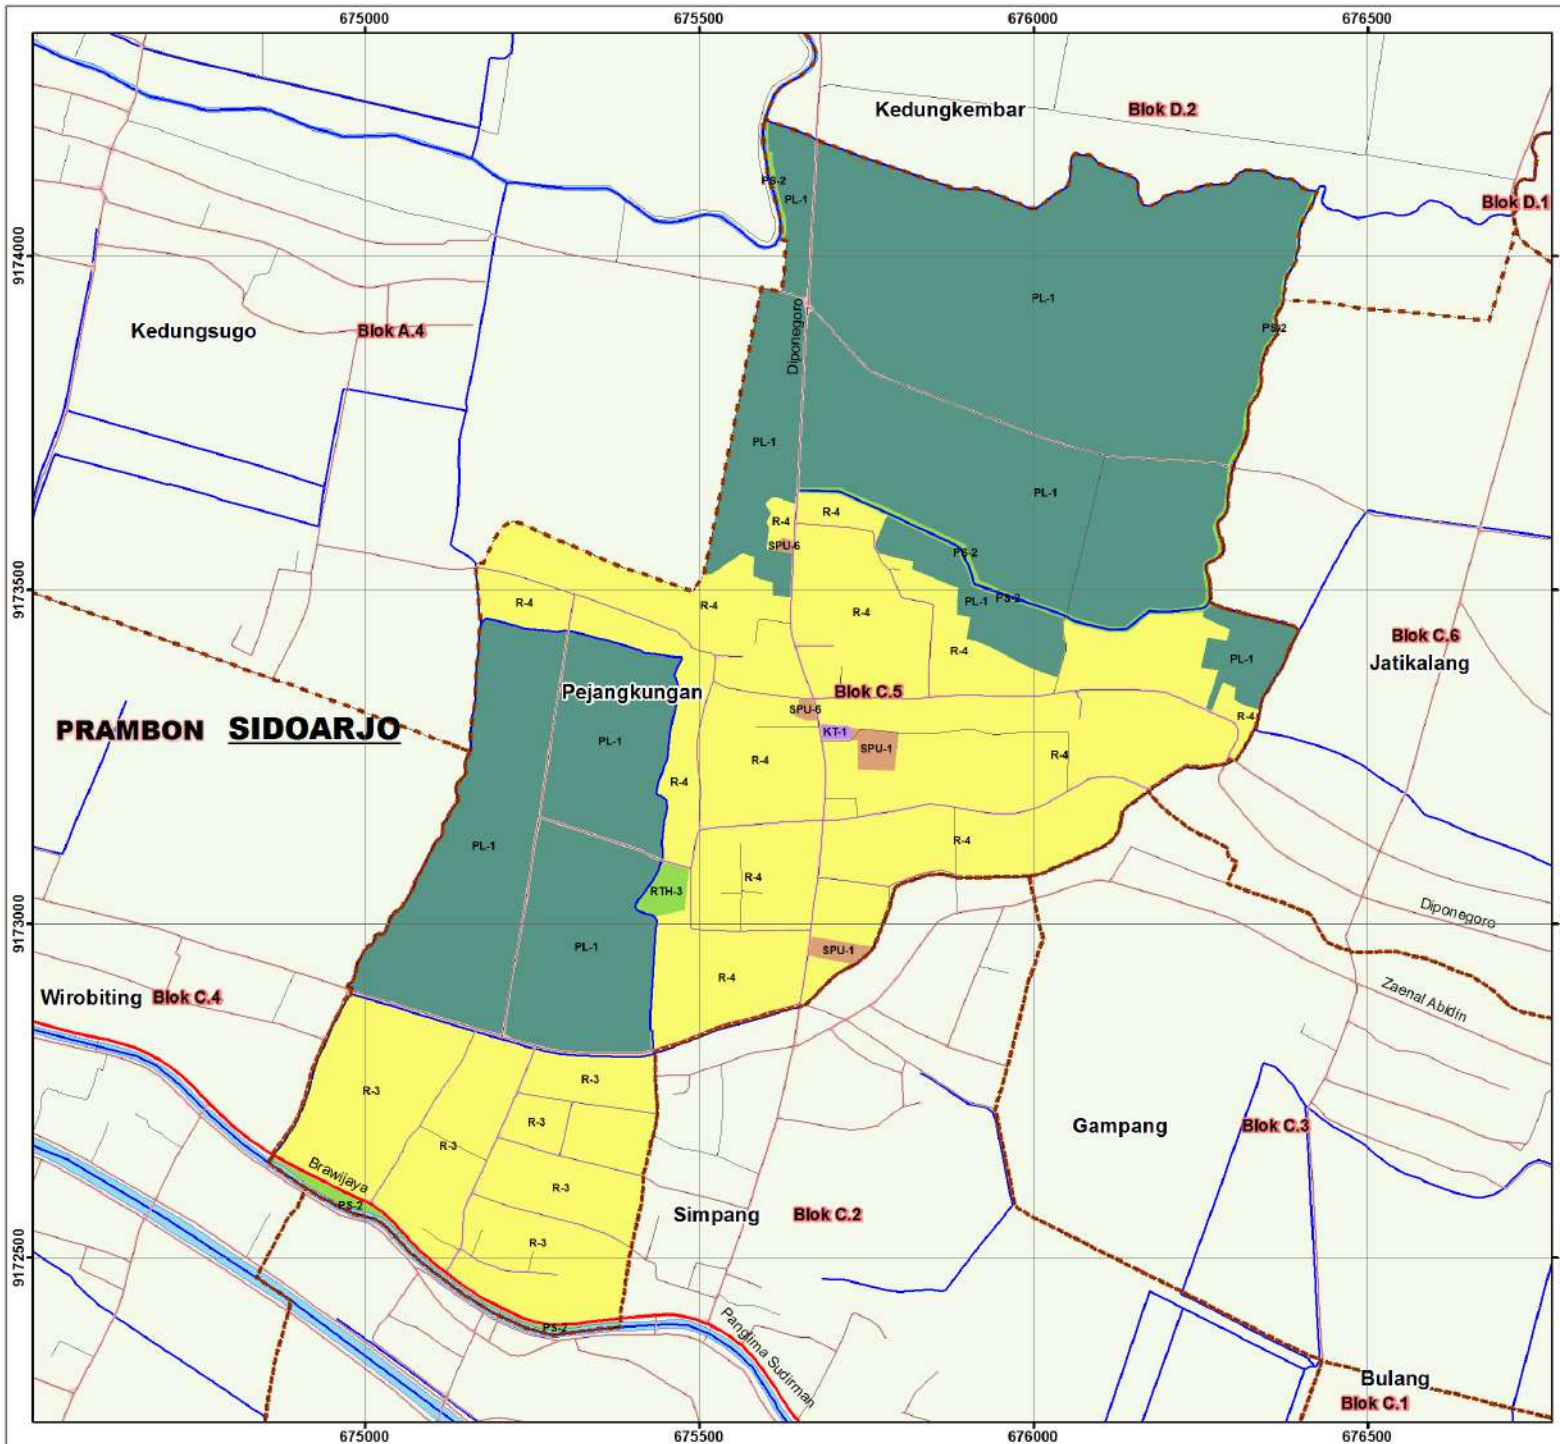 675000 675500 676000 676500
Kedungkembar Blok D.2
PS-2
PL-1
Blok D.1
9174000
PL-1
Kedungsugo Blok A.4
Diponegoro
PS-2
PL-1
PL-1
R-4 R-4
SPU-6
PS-2
9173500
R-4 R-4 R-4 PL-1 PS-2
R-4
Blok C.6
Jatikalang
PL-1
Pejangkungan Blok C.5
SPU-6
R-4
PRAMBON SIDOARJO
KT-1
PL-1
SPU-1
R-4 R-4
R-4
PL-1
R-4
R-4
RTH-3
Diponegoro
9173000
PL-1
SPU-1
R-4
Wirobiting Blok C.4
Zaenal Abidin
R-3
R-3
R-3
Gampang Blok C.3
R-3
Brawijaya
R-3
PS-2
Simpang Blok C.2
R-3
9172500
PS-2
Panglima Sudirman
Bulang
Blok C.1
675000 675500 676000 676500